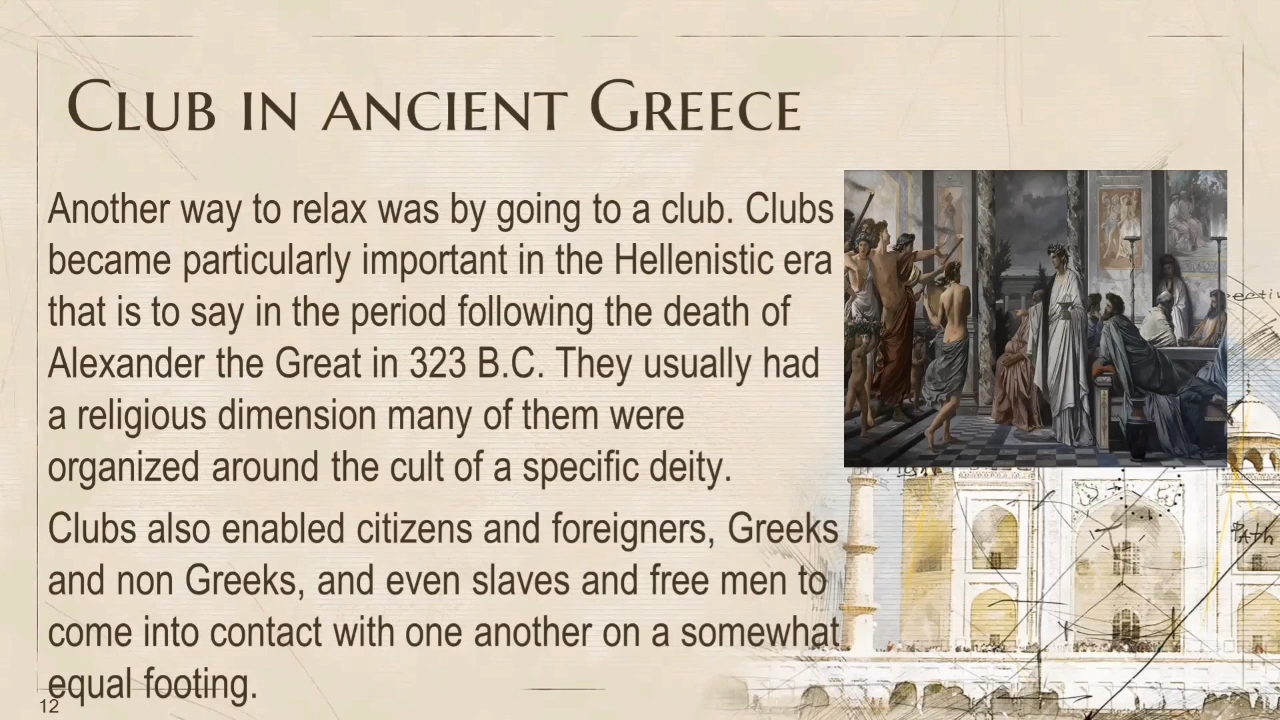 Club in ancient Greece
Another way to relax was by going to a club. Clubs
became particularly important in the Hellenistic era
that is to say in the period following the death of
Alexander the Great in 323 B.C. They usually had
a religious dimension many of them were
organized around the cult of a specific deity.
Clubs also enabled citizens and foreigners, Greeks
and non Greeks, and even slaves and free men to
come into contact with one another on a somewhat
equal footing.
12
PAth